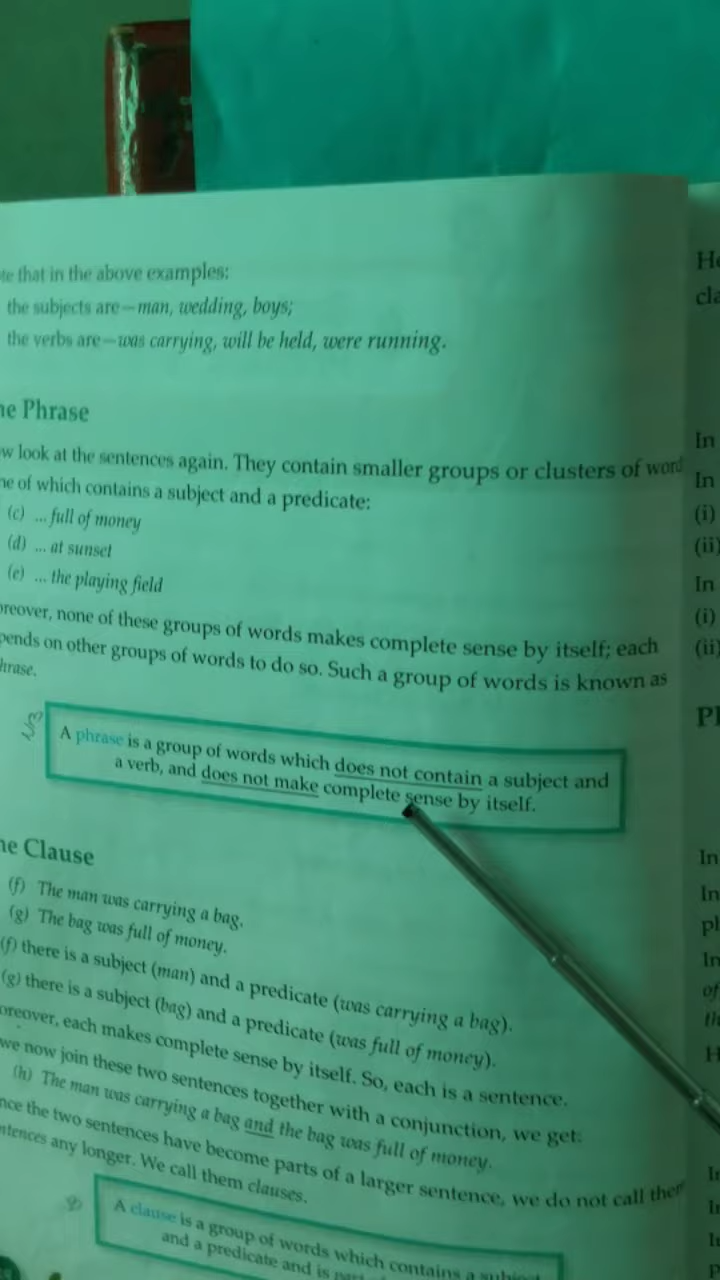 te that in the above examples:
the subjects are—man, wedding, boys;
the verbs are—was carrying, will be held, were running.
he Phrase
w look at the sentences again. They contain smaller groups or clusters of word
ne of which contains a subject and a predicate:
(c) ... full of money
(d) ... at sunset
(e) ... the playing field
oreover, none of these groups of words makes complete sense by itself; each
pends on other groups of words to do so. Such a group of words is known as
hrase.
A phrase is a group of words which does not contain a subject and
a verb, and does not make complete sense by itself.
he Clause
(f) The man was carrying a bag.
(g) The bag was full of money.
(f) there is a subject (man) and a predicate (was carrying a bag).
(g) there is a subject (bag) and a predicate (was full of money).
oreover, each makes complete sense by itself. So, each is a sentence.
we now join these two sentences together with a conjunction, we get:
(h) The man was carrying a bag and the bag was full of money.
nce the two sentences have become parts of a larger sentence, we do not call them
ntences any longer. We call them clauses.
A clause is a group of words which contains a
and a predicate and is
He
cla
In
In
(i)
(ii)
In
(i)
(ii)
Pl
In
In
pl
In
of
th
H
In
In